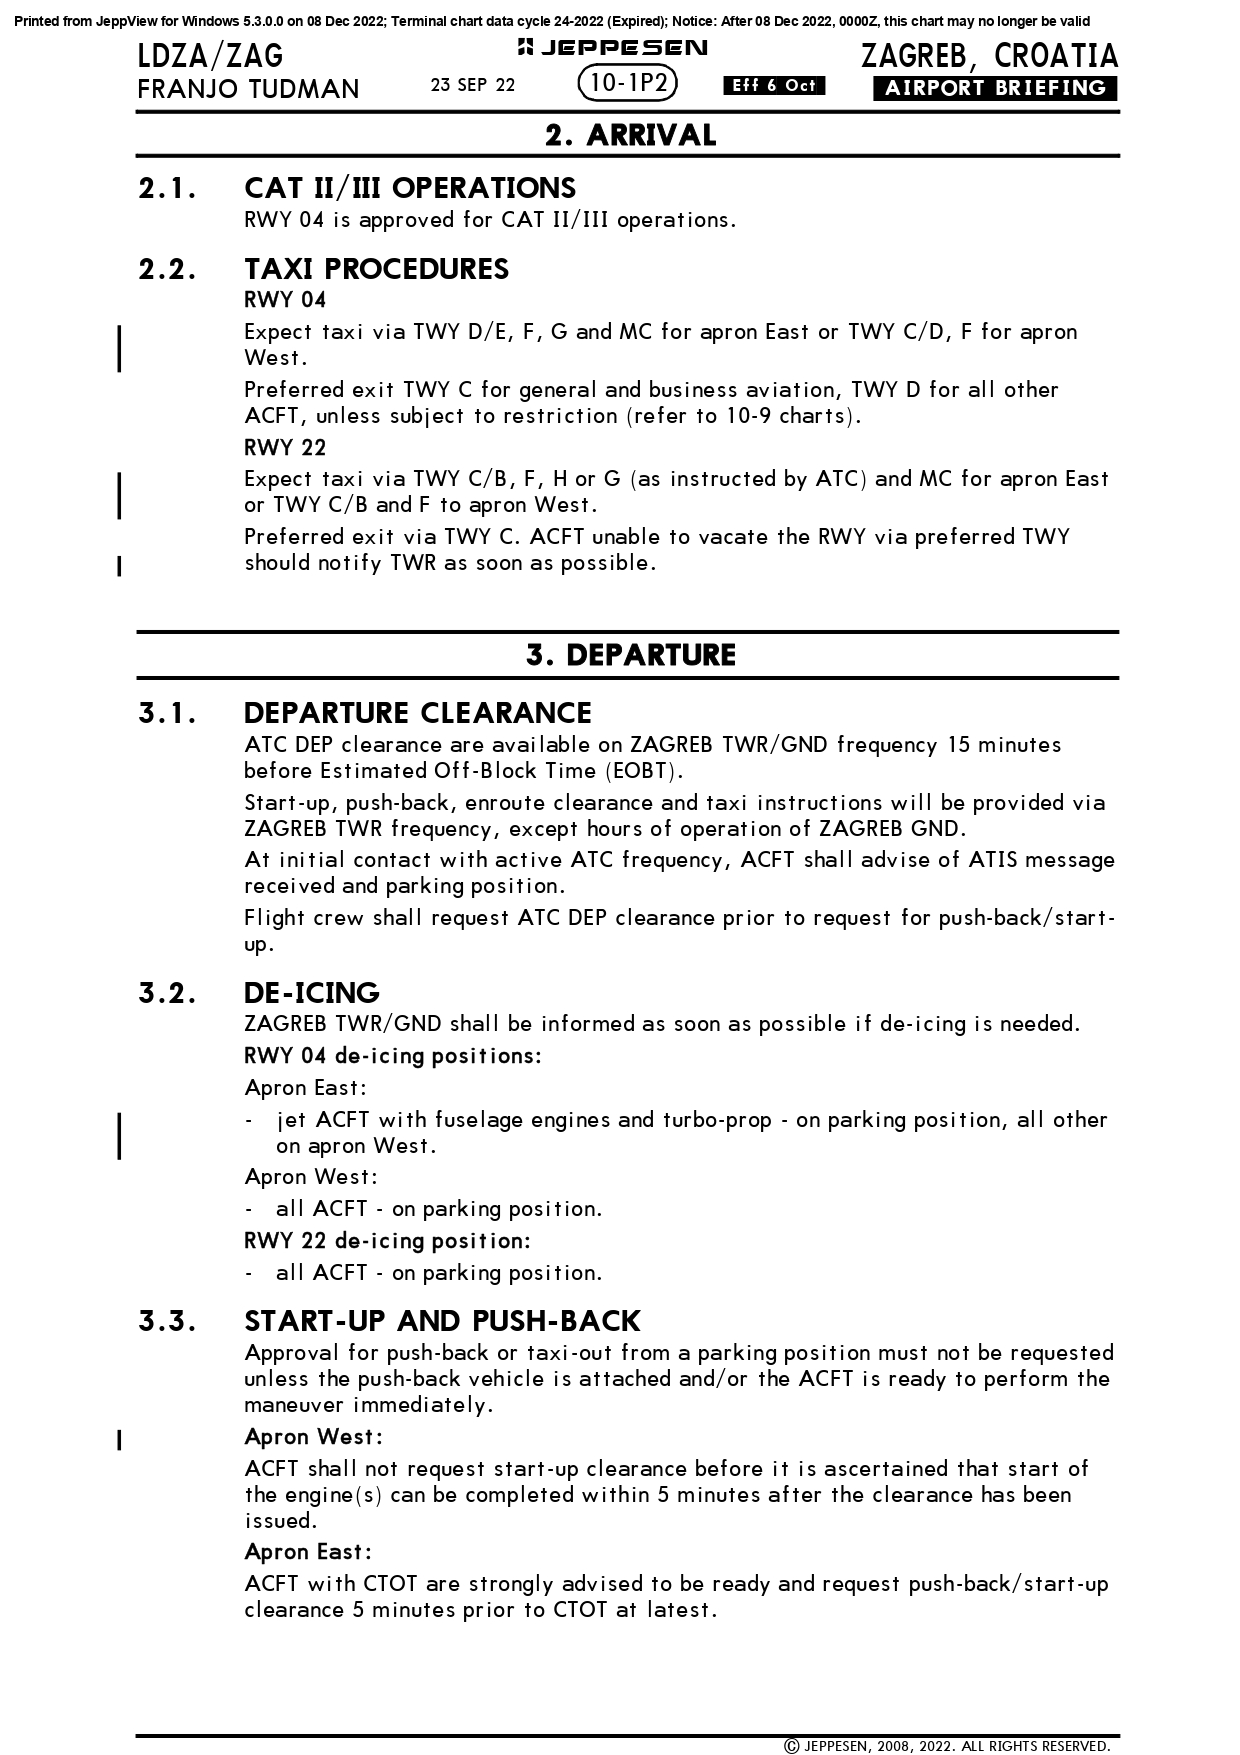 Printed from JeppView for Windows 5.3.0.0 on 08 Dec 2022; Terminal chart data cycle 24-2022 (Expired); Notice: After 08 Dec 2022, 0000Z, this chart may no longer be valid
LDZA/ZAG JEPPESEN ZAGREB, CROATIA
FRANJO TUDMAN 23 SEP 22 10-1P2 Eff 6 Oct AIRPORT BRIEFING
2. ARRIVAL
2.1. CAT II/III OPERATIONS
RWY 04 is approved for CAT II/III operations.
2.2. TAXI PROCEDURES
RWY 04
Expect taxi via TWY D/E, F, G and MC for apron East or TWY C/D, F for apron
West.
Preferred exit TWY C for general and business aviation, TWY D for all other
ACFT, unless subject to restriction (refer to 10-9 charts).
RWY 22
Expect taxi via TWY C/B, F, H or G (as instructed by ATC) and MC for apron East
or TWY C/B and F to apron West.
Preferred exit via TWY C. ACFT unable to vacate the RWY via preferred TWY
should notify TWR as soon as possible.
3. DEPARTURE
3.1. DEPARTURE CLEARANCE
ATC DEP clearance are available on ZAGREB TWR/GND frequency 15 minutes
before Estimated Off-Block Time (EOBT).
Start-up, push-back, enroute clearance and taxi instructions will be provided via
ZAGREB TWR frequency, except hours of operation of ZAGREB GND.
At initial contact with active ATC frequency, ACFT shall advise of ATIS message
received and parking position.
Flight crew shall request ATC DEP clearance prior to request for push-back/start-
up.
3.2. DE-ICING
ZAGREB TWR/GND shall be informed as soon as possible if de-icing is needed.
RWY 04 de-icing positions:
Apron East:
- jet ACFT with fuselage engines and turbo-prop - on parking position, all other
on apron West.
Apron West:
- all ACFT - on parking position.
RWY 22 de-icing position:
- all ACFT - on parking position.
3.3. START-UP AND PUSH-BACK
Approval for push-back or taxi-out from a parking position must not be requested
unless the push-back vehicle is attached and/or the ACFT is ready to perform the
maneuver immediately.
Apron West:
ACFT shall not request start-up clearance before it is ascertained that start of
the engine(s) can be completed within 5 minutes after the clearance has been
issued.
Apron East:
ACFT with CTOT are strongly advised to be ready and request push-back/start-up
clearance 5 minutes prior to CTOT at latest.
© JEPPESEN, 2008, 2022. ALL RIGHTS RESERVED.